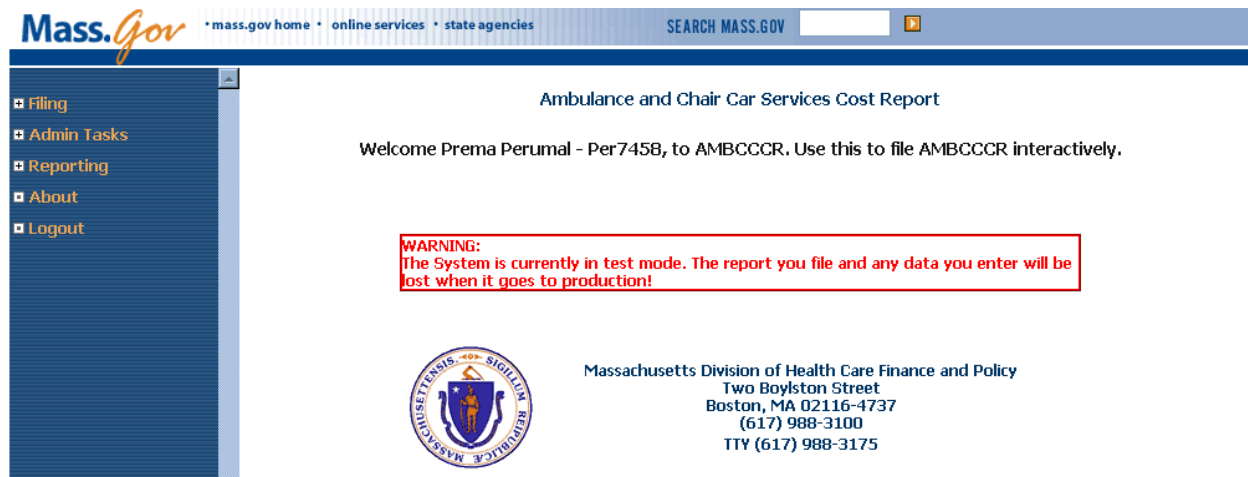 Mass.Gov
• mass.gov home • online services • state agencies
SEARCH MASS.GOV
Filing
Admin Tasks
Reporting
About
Logout
Ambulance and Chair Car Services Cost Report
Welcome Prema Perumal - Per7458, to AMBCCCR. Use this to file AMBCCCR interactively.
WARNING:
The System is currently in test mode. The report you file and any data you enter will be
lost when it goes to production!
SIGILLUM REIPUBLICÆ MASSACHUSETTENSIS.
Massachusetts Division of Health Care Finance and Policy
Two Boylston Street
Boston, MA 02116-4737
(617) 988-3100
TTY (617) 988-3175